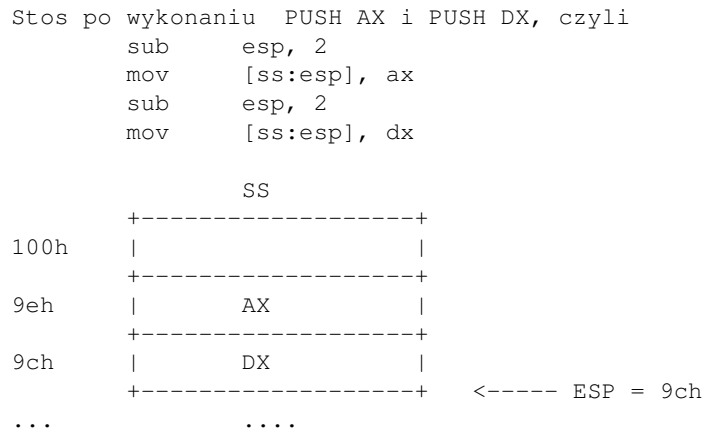 Stos po wykonaniu  PUSH AX i PUSH DX, czyli
        sub     esp, 2
        mov     [ss:esp], ax
        sub     esp, 2
        mov     [ss:esp], dx

                SS
        +-------------------+
100h    |                   |
        +-------------------+
9eh     |       AX          |
        +-------------------+
9ch     |       DX          |
        +-------------------+   <----- ESP = 9ch
...             ....